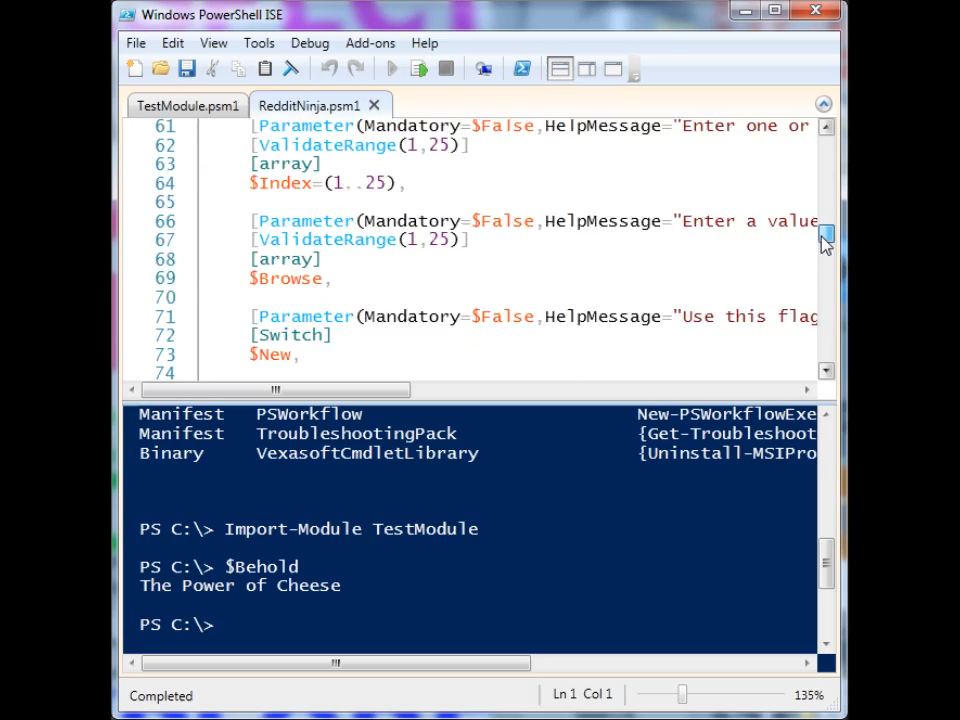 Windows PowerShell ISE
File Edit View Tools Debug Add-ons Help
TestModule.psm1 RedditNinja.psm1
61 [Parameter(Mandatory=$False,HelpMessage="Enter one or
62 [ValidateRange(1,25)]
63 [array]
64 $Index=(1..25),
65
66 [Parameter(Mandatory=$False,HelpMessage="Enter a value
67 [ValidateRange(1,25)]
68 [array]
69 $Browse,
70
71 [Parameter(Mandatory=$False,HelpMessage="Use this flag
72 [Switch]
73 $New,
74
Manifest PSWorkflow New-PSWorkflowExe
Manifest TroubleshootingPack {Get-Troubleshoot
Binary VexasoftCmdletLibrary {Uninstall-MSIPro
PS C:\> Import-Module TestModule
PS C:\> $Behold
The Power of Cheese
PS C:\>
Completed Ln 1 Col 1 135%